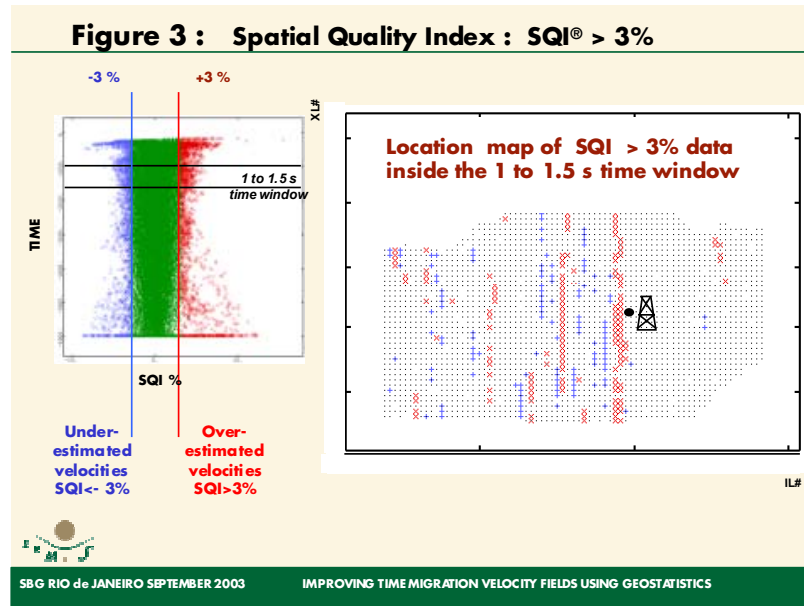 Figure 3 : Spatial Quality Index : SQI® > 3%
-3 %
+3 %
XL#
1 to 1.5 s
time window
TIME
SQI %
Under-
estimated
velocities
SQI<- 3%
Over-
estimated
velocities
SQI>3%
Location map of SQI > 3% data
inside the 1 to 1.5 s time window
IL#
SBG RIO de JANEIRO SEPTEMBER 2003
IMPROVING TIME MIGRATION VELOCITY FIELDS USING GEOSTATISTICS